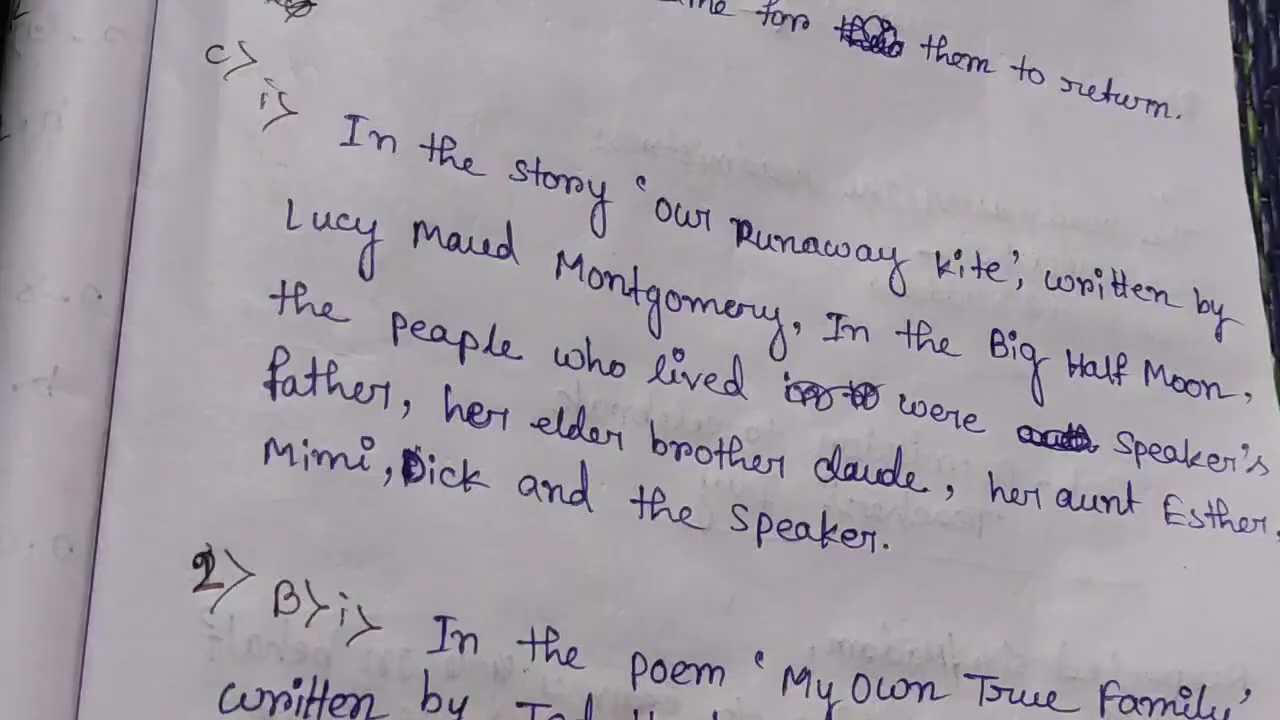 for them to return.
c>
i> In the story 'our Runaway kite', written by
Lucy Maud Montgomery, In the Big Half Moon,
the peaple who lived were speaker's
father, her elder brother claude, her aunt Esther,
Mimi, Dick and the speaker.
2> B> i> In the poem 'My Own True Family'
written by